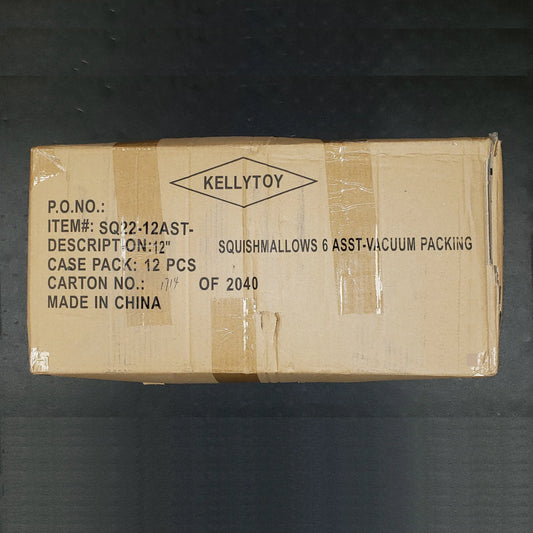 KELLYTOY
P.O.NO.:
ITEM#: SQ22-12AST-
DESCRIPTION:12" SQUISHMALLOWS 6 ASST-VACUUM PACKING
CASE PACK: 12 PCS
CARTON NO.: 1714 OF 2040
MADE IN CHINA